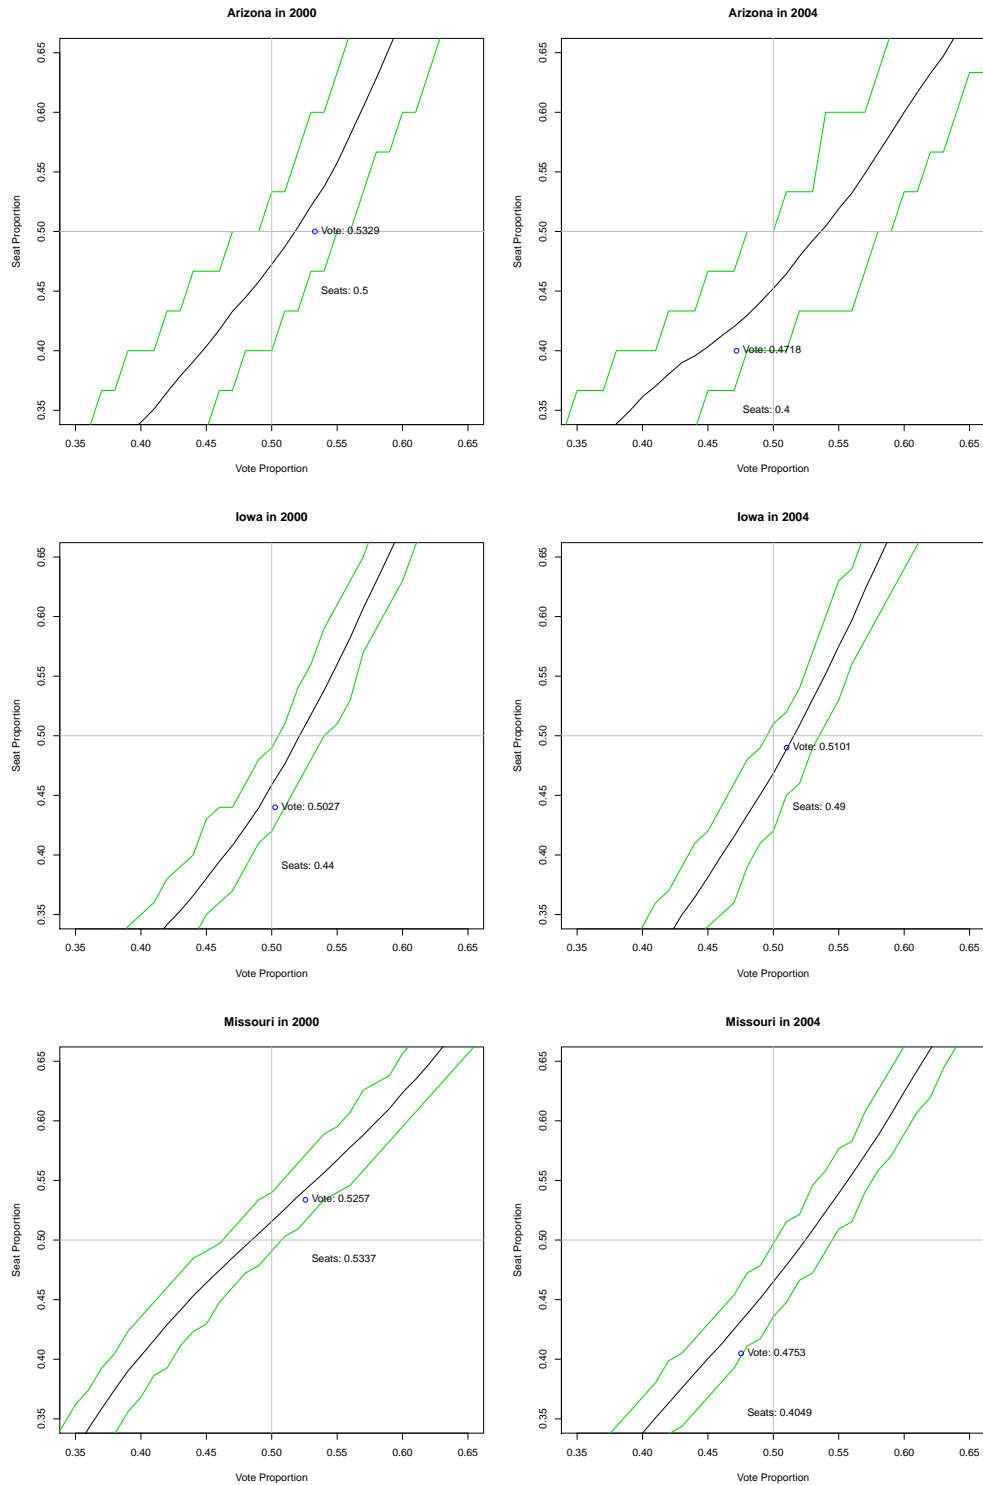 Arizona in 2000
Seat Proportion
0.65
0.60
0.55
0.50
0.45
0.40
0.35
Vote: 0.5329
Seats: 0.5
0.35 0.40 0.45 0.50 0.55 0.60 0.65
Vote Proportion
Arizona in 2004
Seat Proportion
0.65
0.60
0.55
0.50
0.45
0.40
0.35
Vote: 0.4718
Seats: 0.4
0.35 0.40 0.45 0.50 0.55 0.60 0.65
Vote Proportion
Iowa in 2000
Seat Proportion
0.65
0.60
0.55
0.50
0.45
0.40
0.35
Vote: 0.5027
Seats: 0.44
0.35 0.40 0.45 0.50 0.55 0.60 0.65
Vote Proportion
Iowa in 2004
Seat Proportion
0.65
0.60
0.55
0.50
0.45
0.40
0.35
Vote: 0.5101
Seats: 0.49
0.35 0.40 0.45 0.50 0.55 0.60 0.65
Vote Proportion
Missouri in 2000
Seat Proportion
0.65
0.60
0.55
0.50
0.45
0.40
0.35
Vote: 0.5257
Seats: 0.5337
0.35 0.40 0.45 0.50 0.55 0.60 0.65
Vote Proportion
Missouri in 2004
Seat Proportion
0.65
0.60
0.55
0.50
0.45
0.40
0.35
Vote: 0.4753
Seats: 0.4049
0.35 0.40 0.45 0.50 0.55 0.60 0.65
Vote Proportion